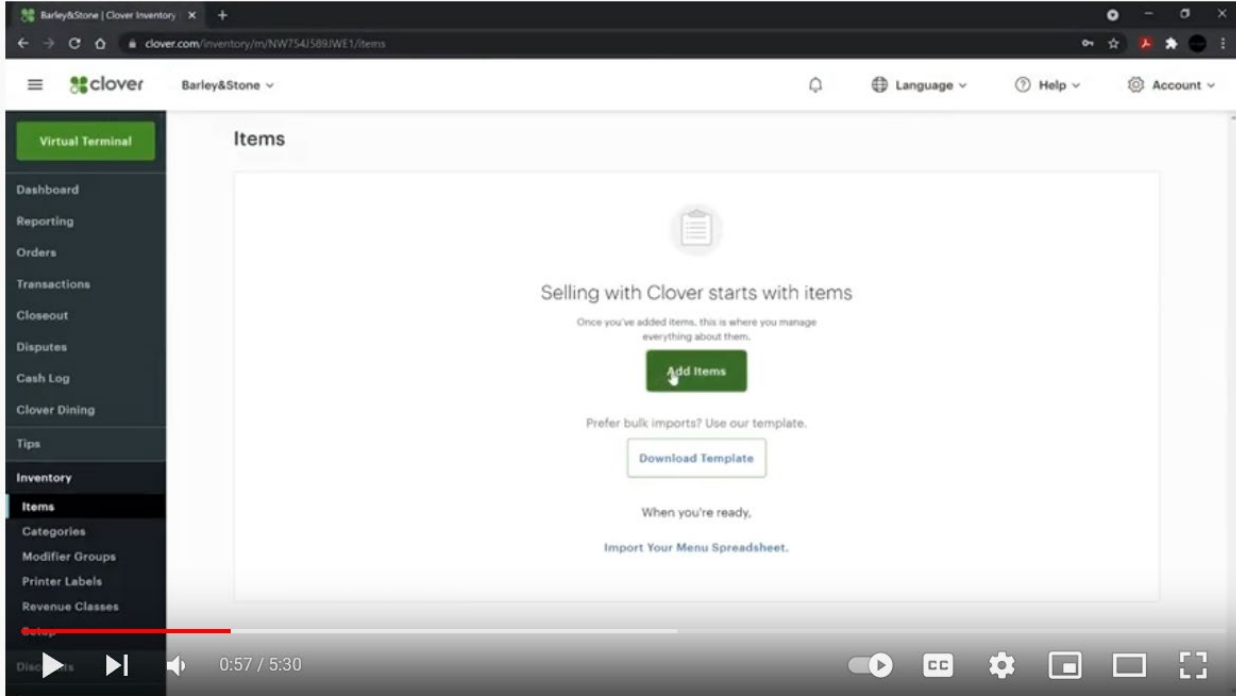 Barley&Stone | Clover Inventory
clover.com/inventory/m/NW7S4J589JWE1/items
clover
Barley&Stone
Language
Help
Account
Virtual Terminal
Items
Dashboard
Reporting
Orders
Transactions
Closeout
Disputes
Cash Log
Clover Dining
Tips
Inventory
Items
Categories
Modifier Groups
Printer Labels
Revenue Classes
Setup
Selling with Clover starts with items
Once you've added items, this is where you manage
everything about them.
Add Items
Prefer bulk imports? Use our template.
Download Template
When you're ready,
Import Your Menu Spreadsheet.
0:57 / 5:30
CC